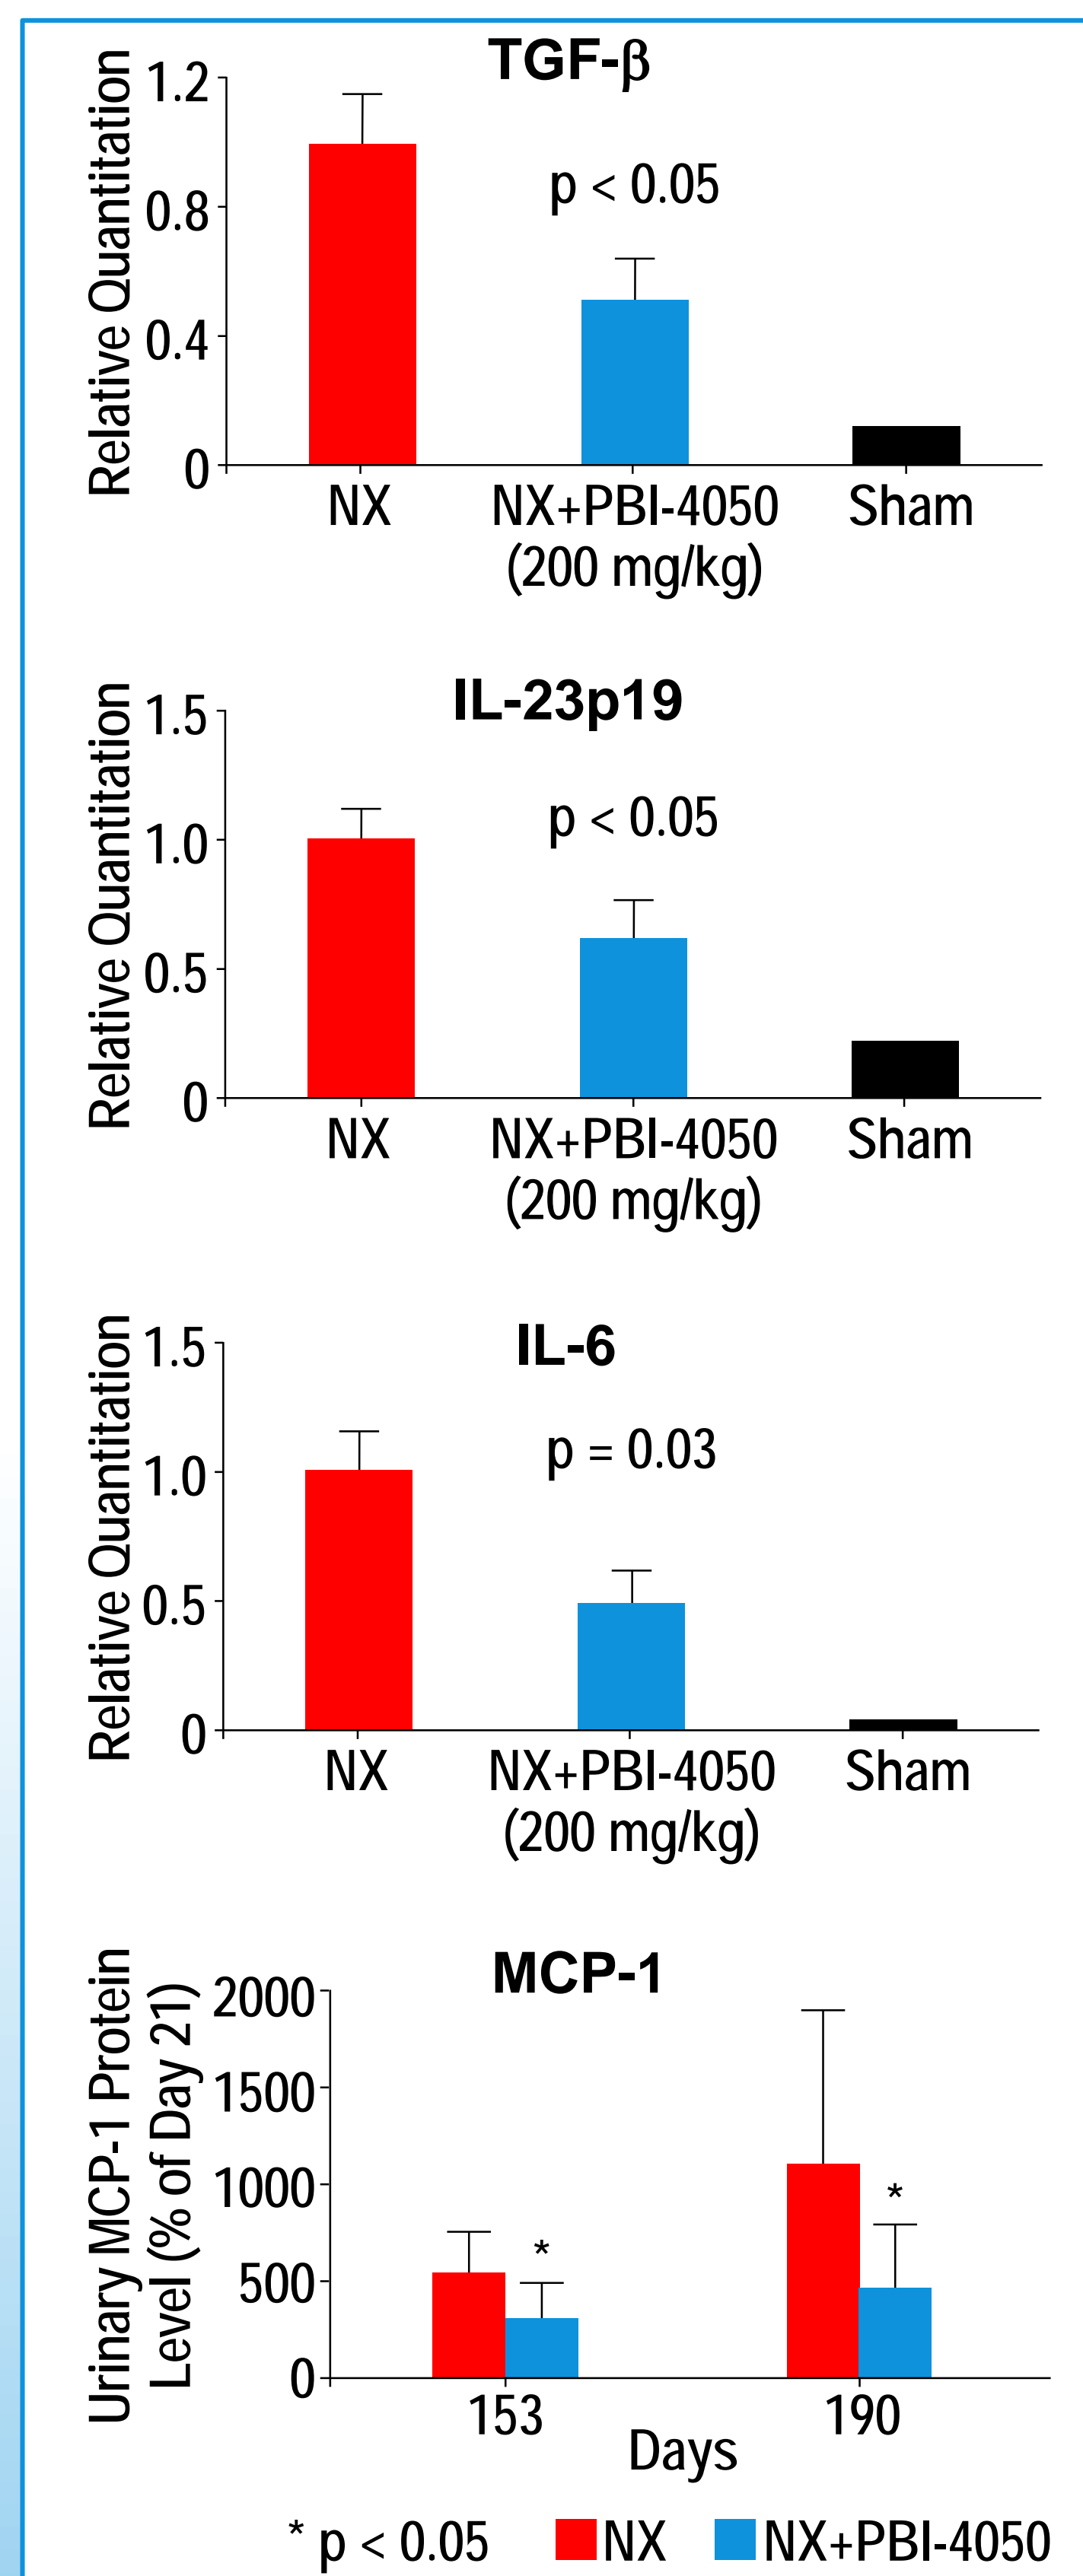 TGF-β
Relative Quantitation
1.2
0.8
0.4
0
p < 0.05
NX
NX+PBI-4050
(200 mg/kg)
Sham
IL-23p19
Relative Quantitation
1.5
1.0
0.5
0
p < 0.05
NX
NX+PBI-4050
(200 mg/kg)
Sham
IL-6
Relative Quantitation
1.5
1.0
0.5
0
p = 0.03
NX
NX+PBI-4050
(200 mg/kg)
Sham
MCP-1
Urinary MCP-1 Protein
Level (% of Day 21)
2000
1500
1000
500
0
*
*
153
190
Days
* p < 0.05
NX
NX+PBI-4050